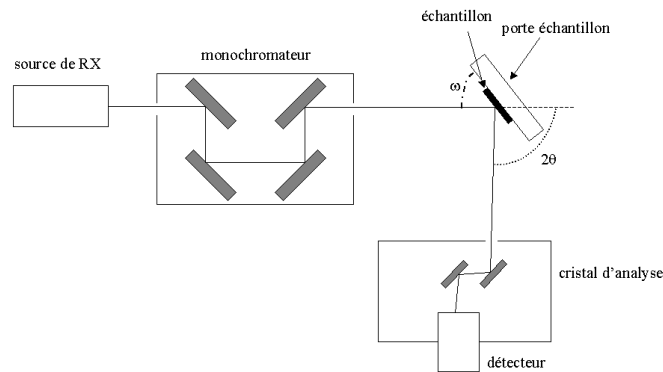 échantillon
porte échantillon
monochromateur
source de RX
ω
2θ
cristal d'analyse
détecteur